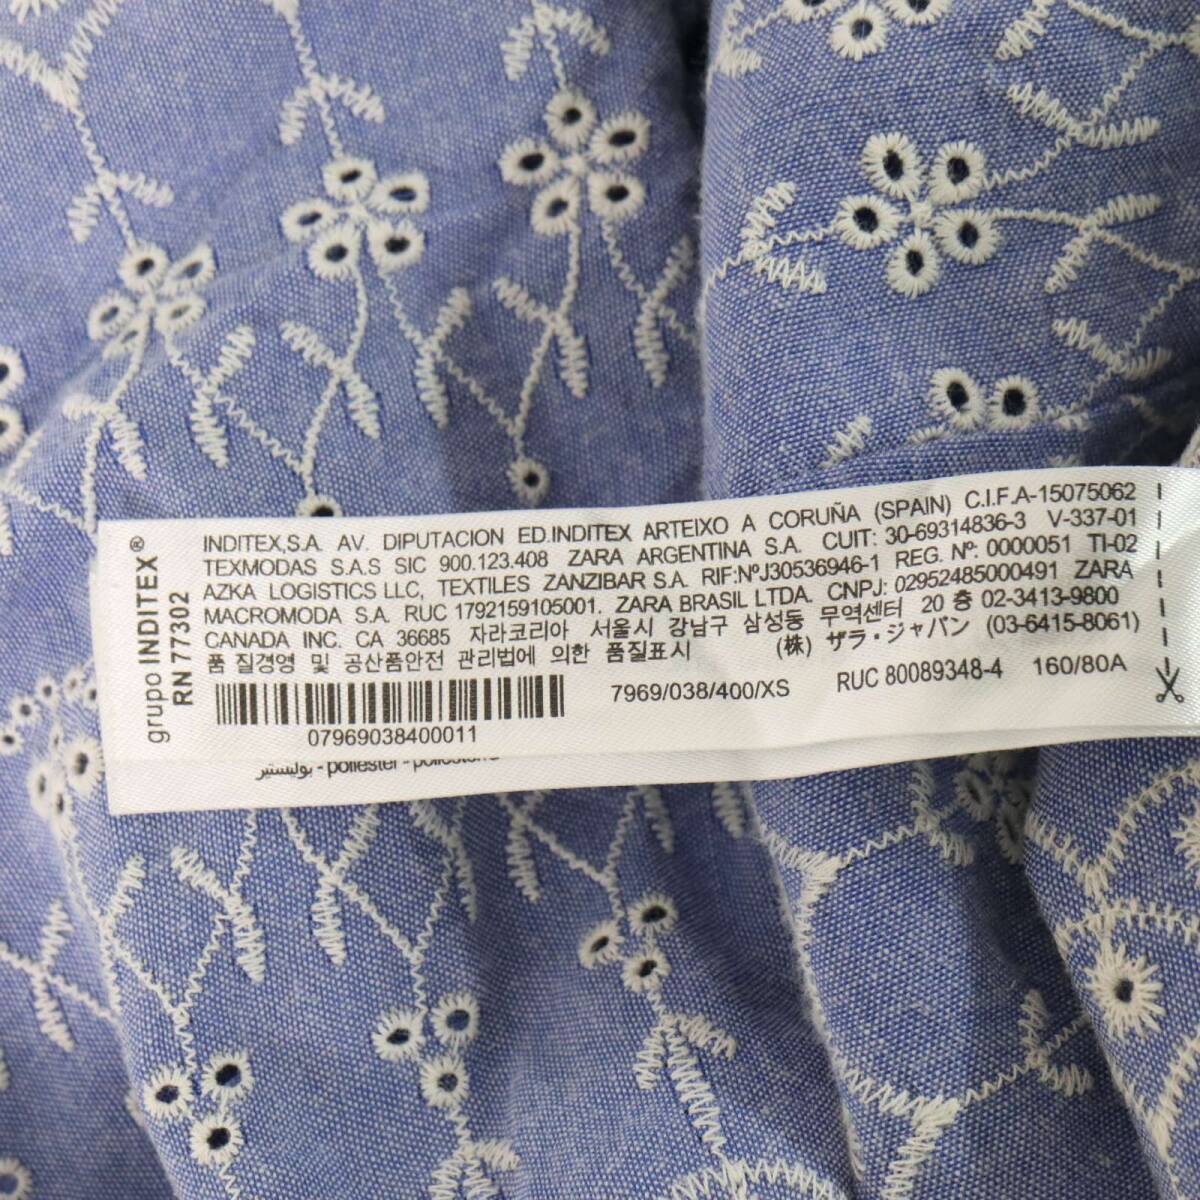 grupo INDITEX®
RN 77302
INDITEX,S.A. AV. DIPUTACION ED.INDITEX ARTEIXO A CORUÑA (SPAIN) C.I.F.A-15075062
TEXMODAS S.A.S SIC 900.123.408 ZARA ARGENTINA S.A. CUIT: 30-69314836-3 V-337-01
AZKA LOGISTICS LLC, TEXTILES ZANZIBAR S.A. RIF:NºJ30536946-1 REG. Nº: 0000051 TI-02
MACROMODA S.A. RUC 1792159105001. ZARA BRASIL LTDA. CNPJ: 02952485000491 ZARA
CANADA INC. CA 36685 자라코리아 서울시 강남구 삼성동 무역센터 20 층 02-3413-9800
품 질경영 및 공산품안전 관리법에 의한 품질표시 (株) ザラ・ジャパン (03-6415-8061)
7969/038/400/XS RUC 80089348-4 160/80A
07969038400011
بوليستير - poliester -